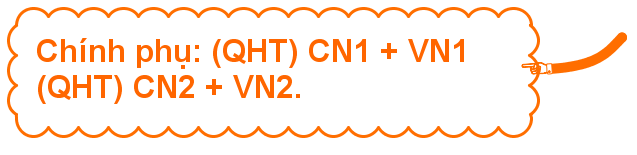 Chính phụ: (QHT) CN1 + VN1
(QHT) CN2 + VN2.